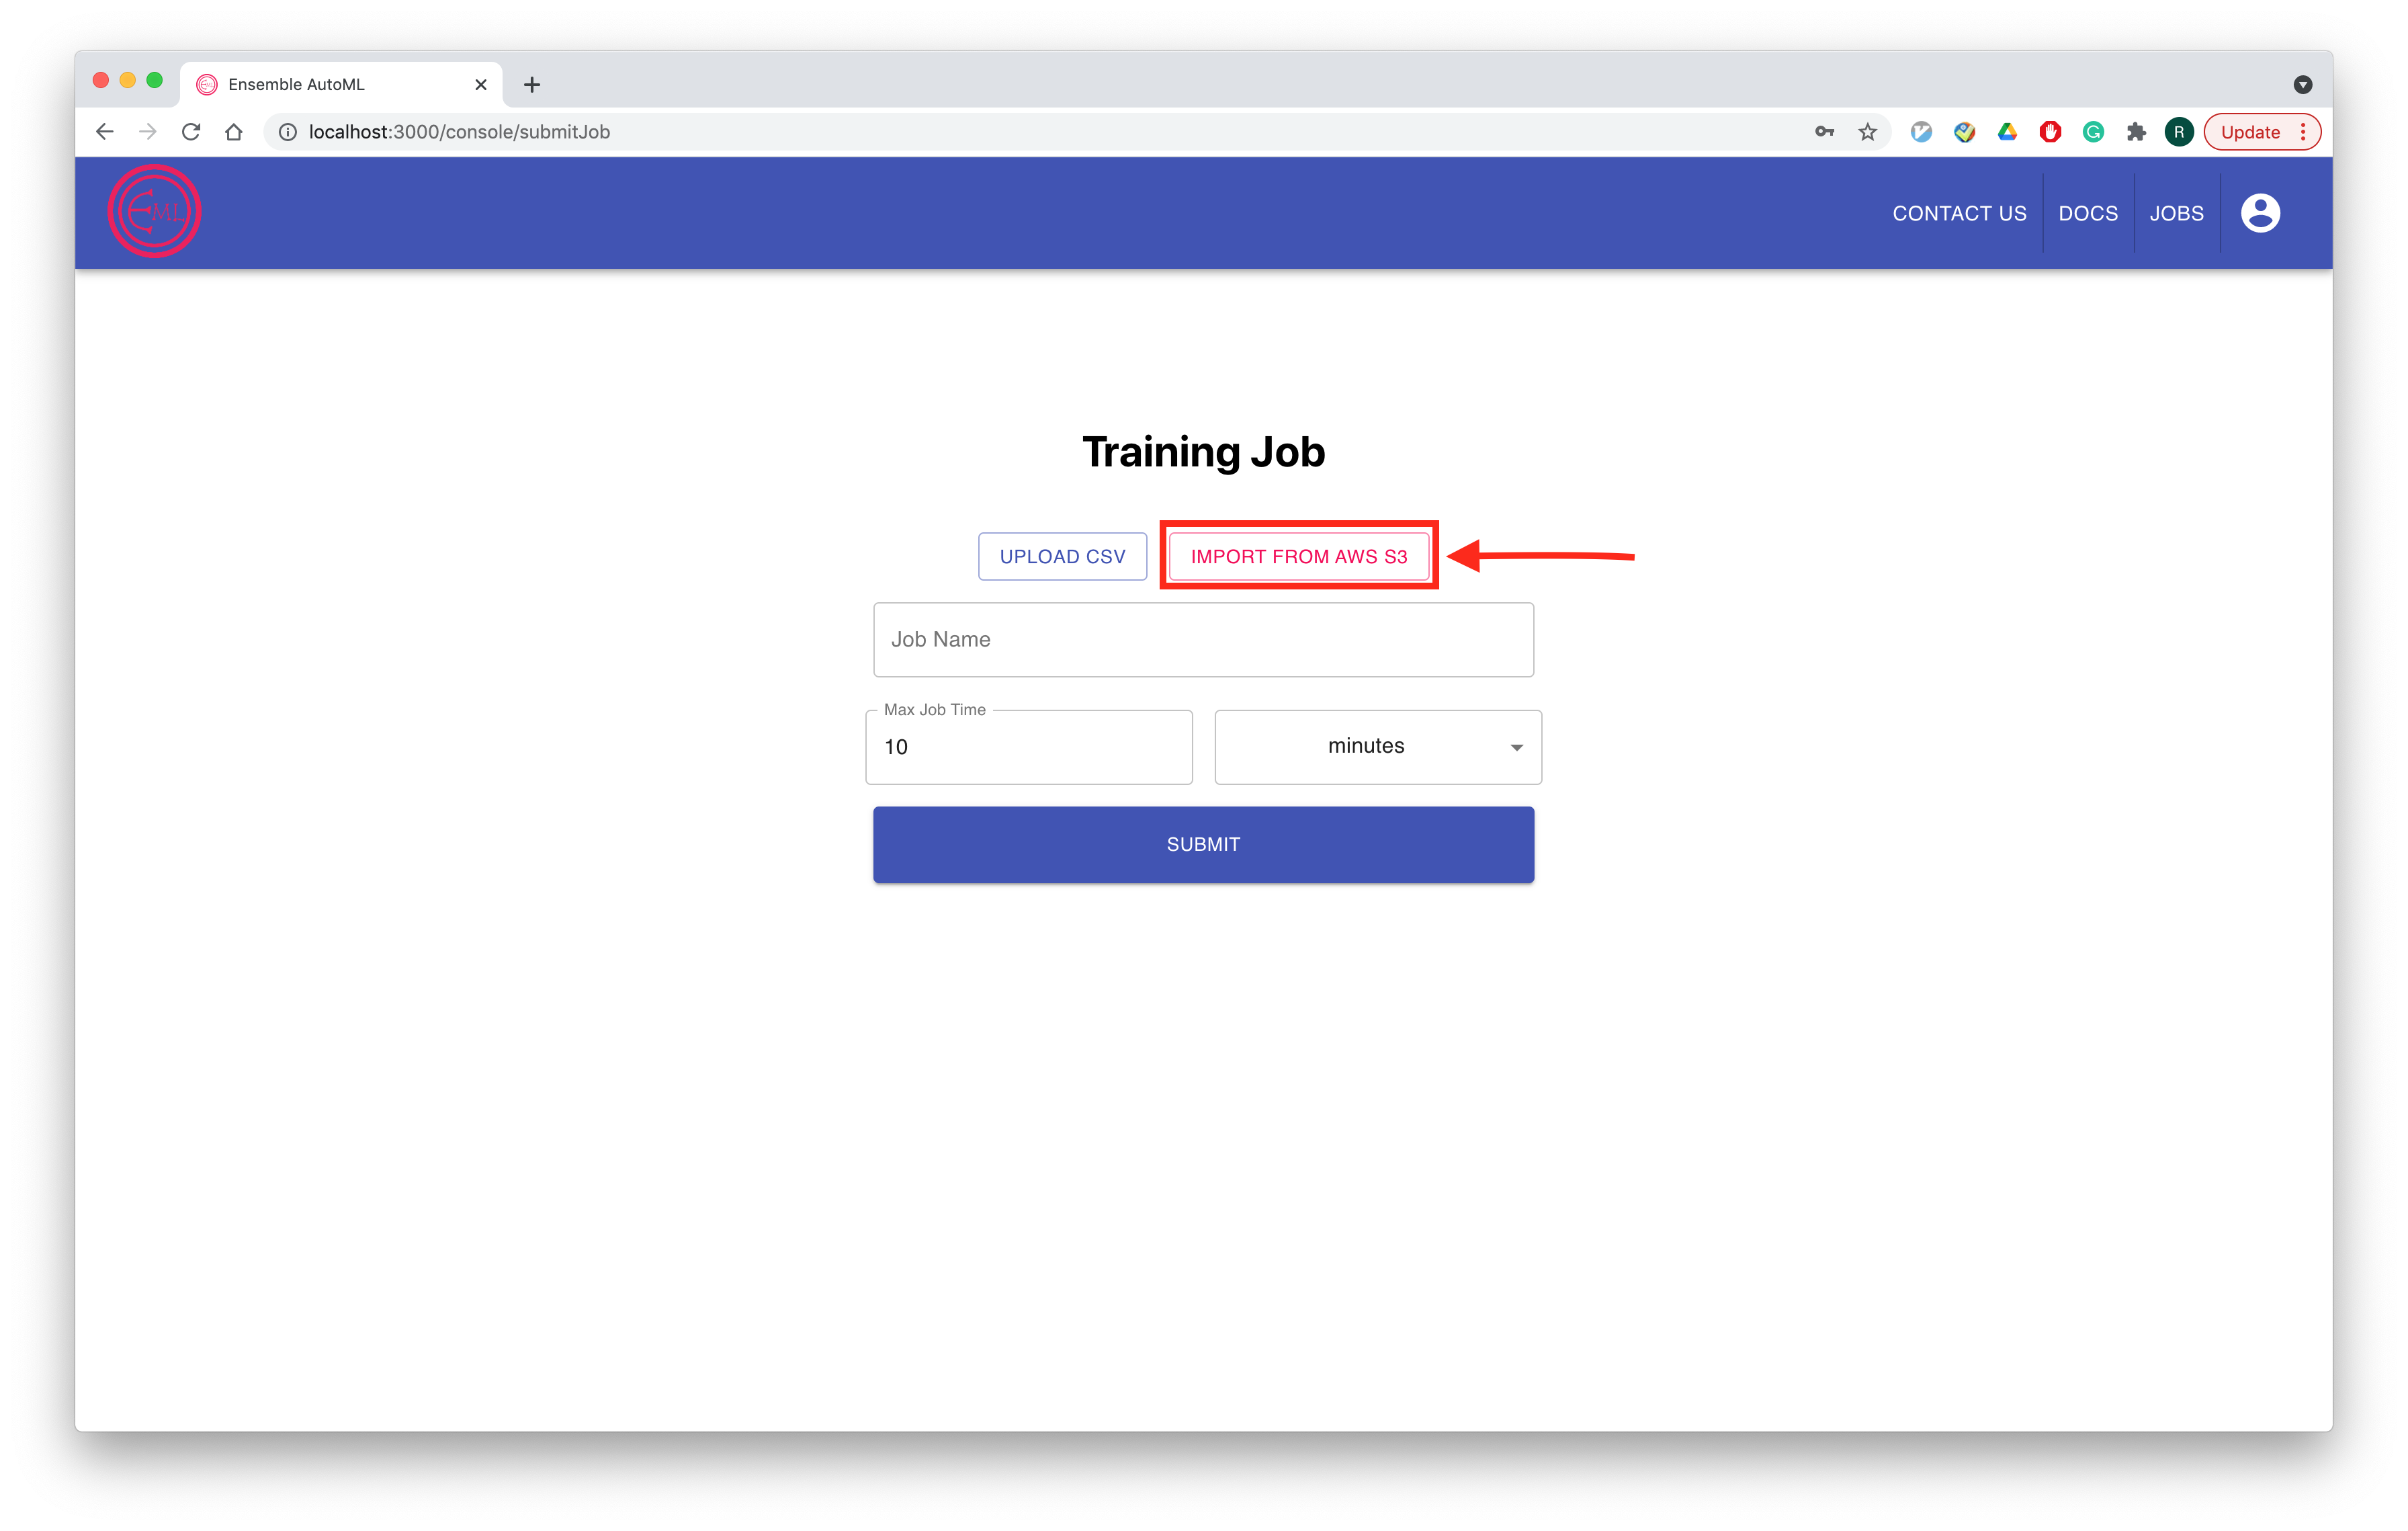 Ensemble AutoML
localhost:3000/console/submitJob
R
Update
EML
CONTACT US
DOCS
JOBS
Training Job
UPLOAD CSV
IMPORT FROM AWS S3
Job Name
Max Job Time
10
minutes
SUBMIT